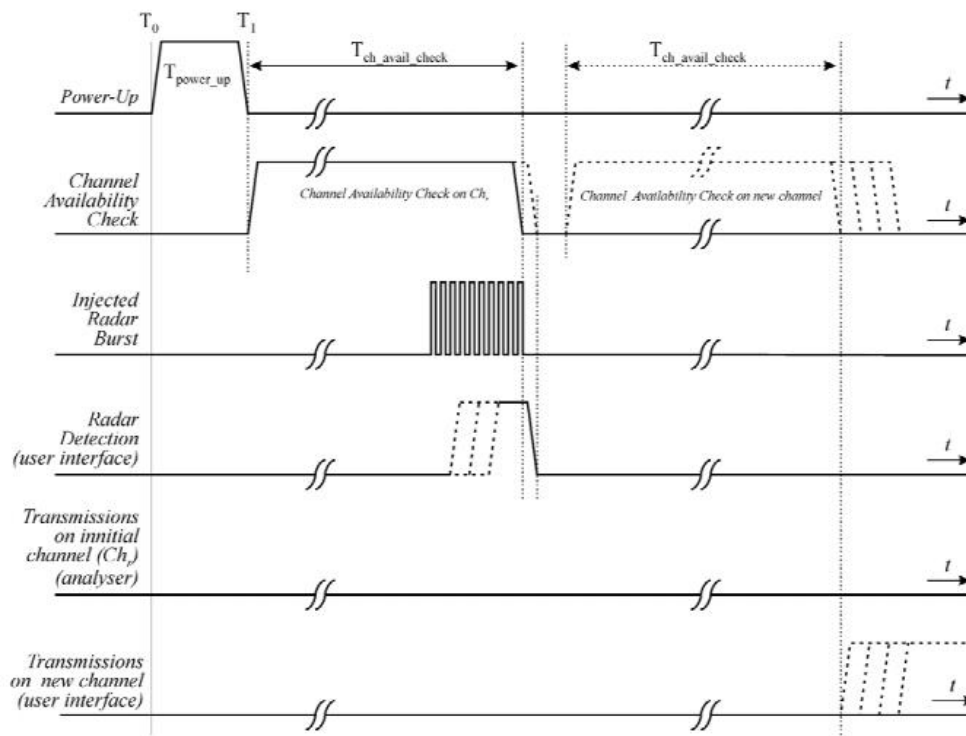 T0 T1
Tch_avail_check Tch_avail_check
Tpower_up
Power-Up
t
Channel
Availability
Check
Channel Availability Check on Chr
Channel Availability Check on new channel
t
Injected
Radar
Burst
t
Radar
Detection
(user interface)
t
Transmissions
on innitial
channel (Chr)
(analyser)
t
Transmissions
on new channel
(user interface)
t